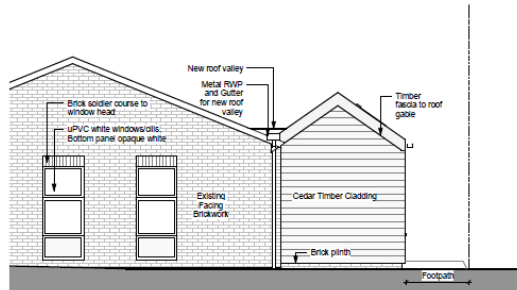 New roof valley
Metal RWP
and Gutter
for new roof
valley
Timber
fascia to roof
gable
Brick soldier course to
window head
uPVC white windows/cills.
Bottom panel opaque white
Existing
Facing
Brickwork
Cedar Timber Cladding
Brick plinth
Footpath